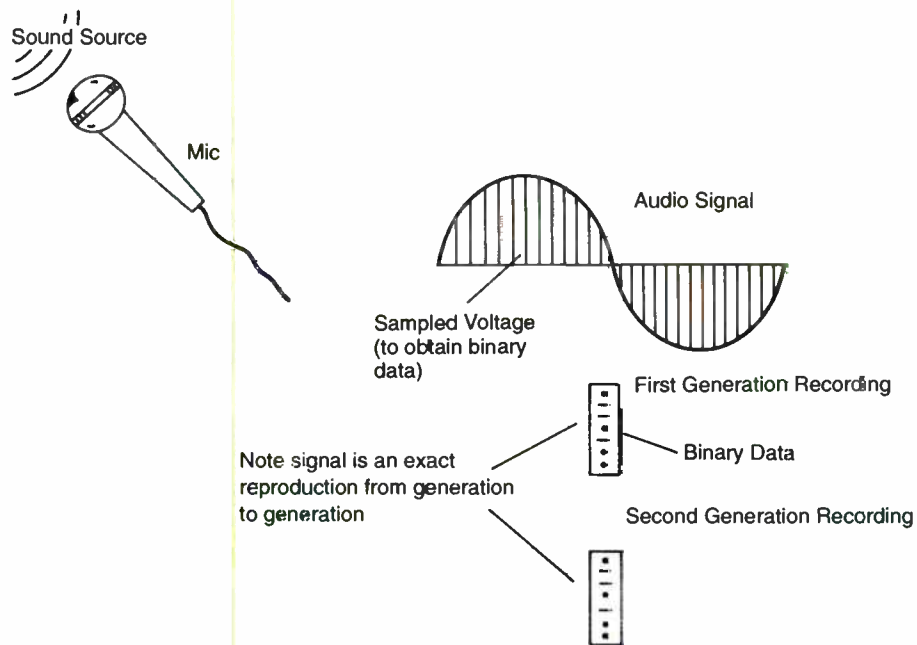 Sound Source
Mic
Audio Signal
Sampled Voltage
(to obtain binary
data)
First Generation Recording
Binary Data
Note signal is an exact
reproduction from generation
to generation
Second Generation Recording